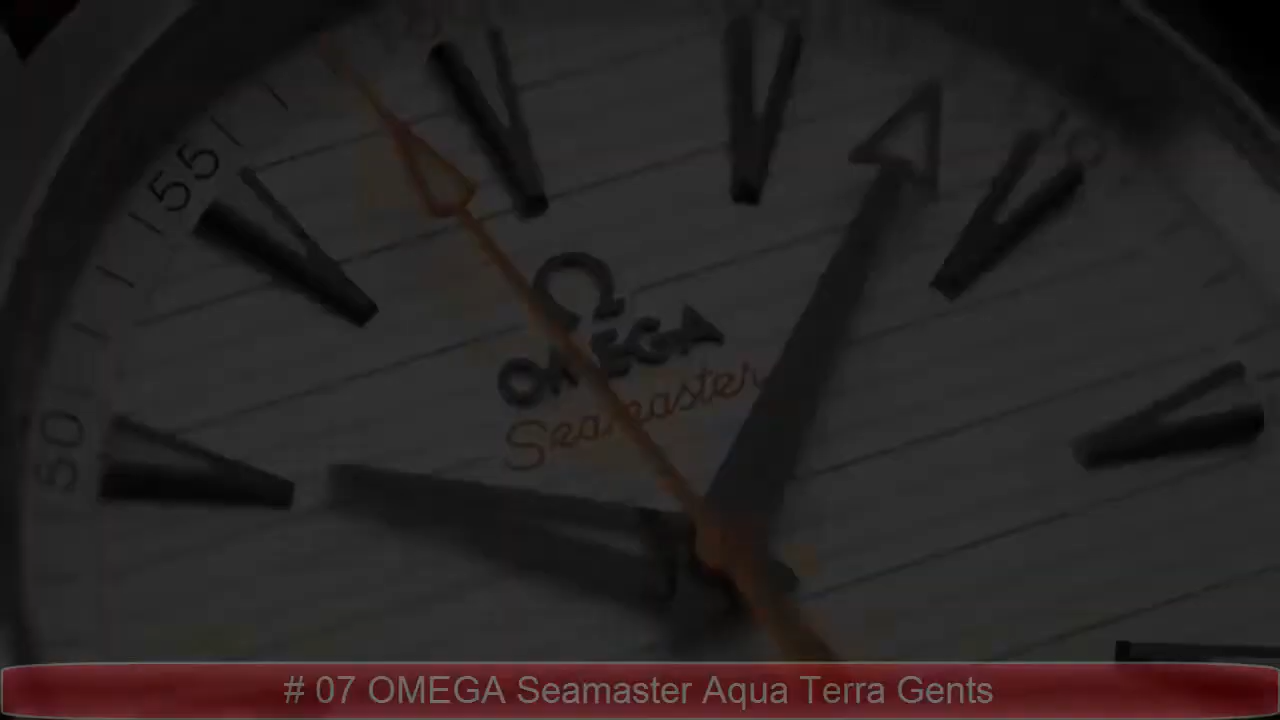 55
50
Ω
OMEGA
Seamaster
# 07 OMEGA Seamaster Aqua Terra Gents